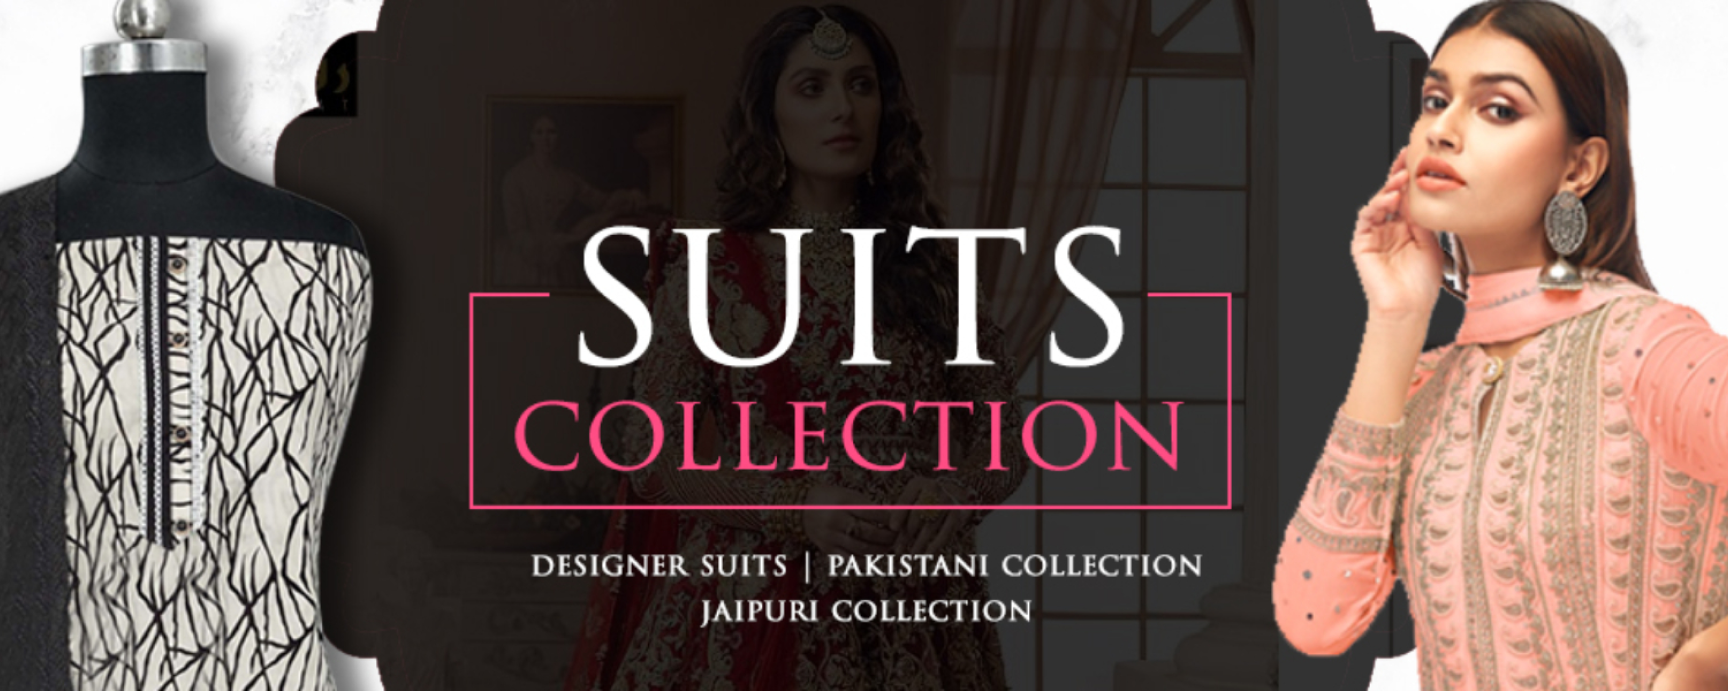 SUITS
COLLECTION
DESIGNER SUITS | PAKISTANI COLLECTION
JAIPURI COLLECTION